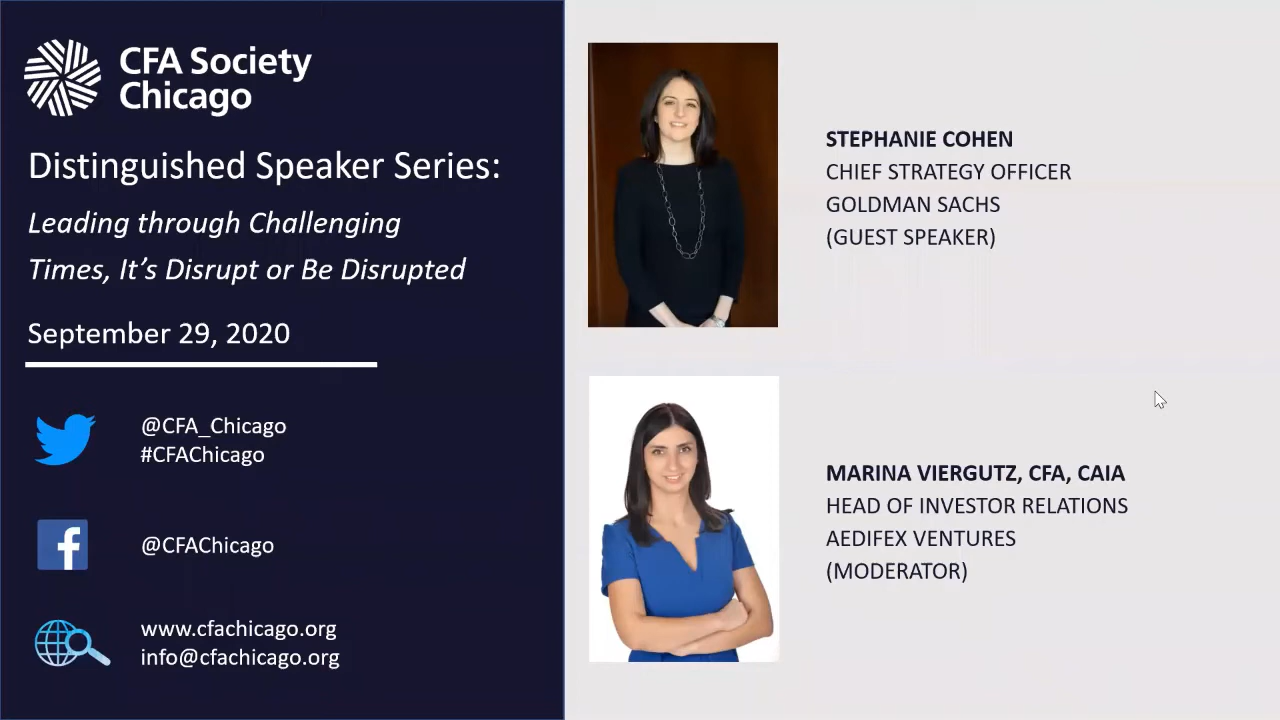 CFA Society
Chicago
Distinguished Speaker Series:
Leading through Challenging
Times, It's Disrupt or Be Disrupted
September 29, 2020
@CFA_Chicago
#CFAChicago
@CFAChicago
www.cfachicago.org
info@cfachicago.org
STEPHANIE COHEN
CHIEF STRATEGY OFFICER
GOLDMAN SACHS
(GUEST SPEAKER)
MARINA VIERGUTZ, CFA, CAIA
HEAD OF INVESTOR RELATIONS
AEDIFEX VENTURES
(MODERATOR)